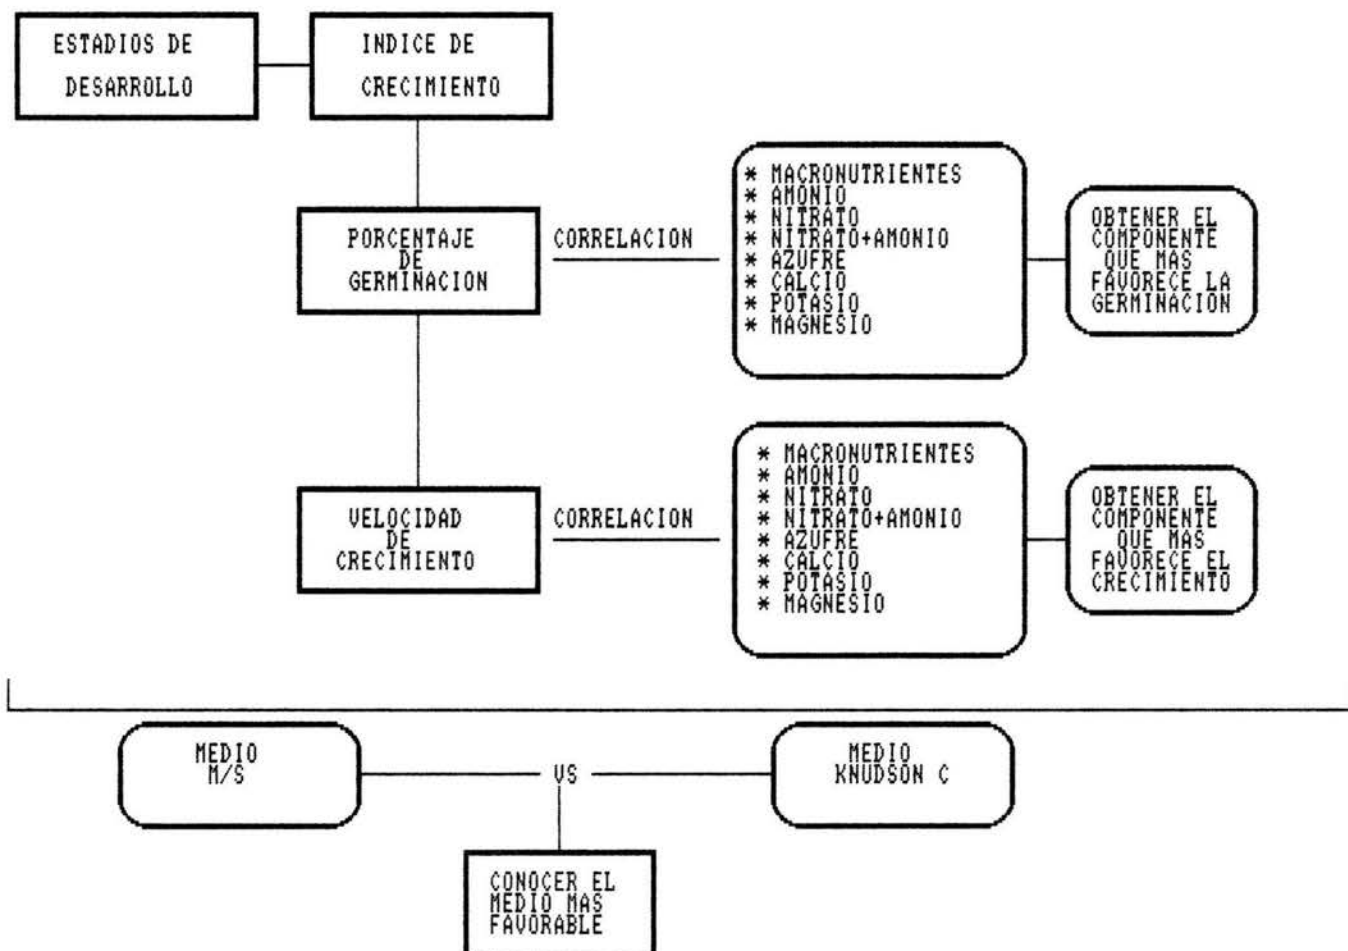 ESTADIOS DE
DESARROLLO
INDICE DE
CRECIMIENTO
PORCENTAJE
DE
GERMINACION
CORRELACION
* MACRONUTRIENTES
* AMONIO
* NITRATO
* NITRATO+AMONIO
* AZUFRE
* CALCIO
* POTASIO
* MAGNESIO
OBTENER EL
COMPONENTE
QUE MAS
FAVORECE LA
GERMINACION
VELOCIDAD
DE
CRECIMIENTO
CORRELACION
* MACRONUTRIENTES
* AMONIO
* NITRATO
* NITRATO+AMONIO
* AZUFRE
* CALCIO
* POTASIO
* MAGNESIO
OBTENER EL
COMPONENTE
QUE MAS
FAVORECE EL
CRECIMIENTO
MEDIO
M/S
VS
MEDIO
KNUDSON C
CONOCER EL
MEDIO MAS
FAVORABLE